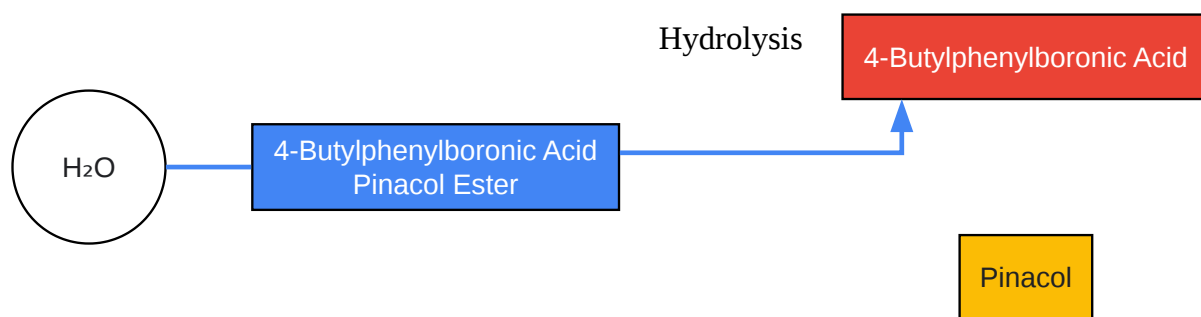 Hydrolysis
4-Butylphenylboronic Acid
H₂O
4-Butylphenylboronic Acid
Pinacol Ester
Pinacol